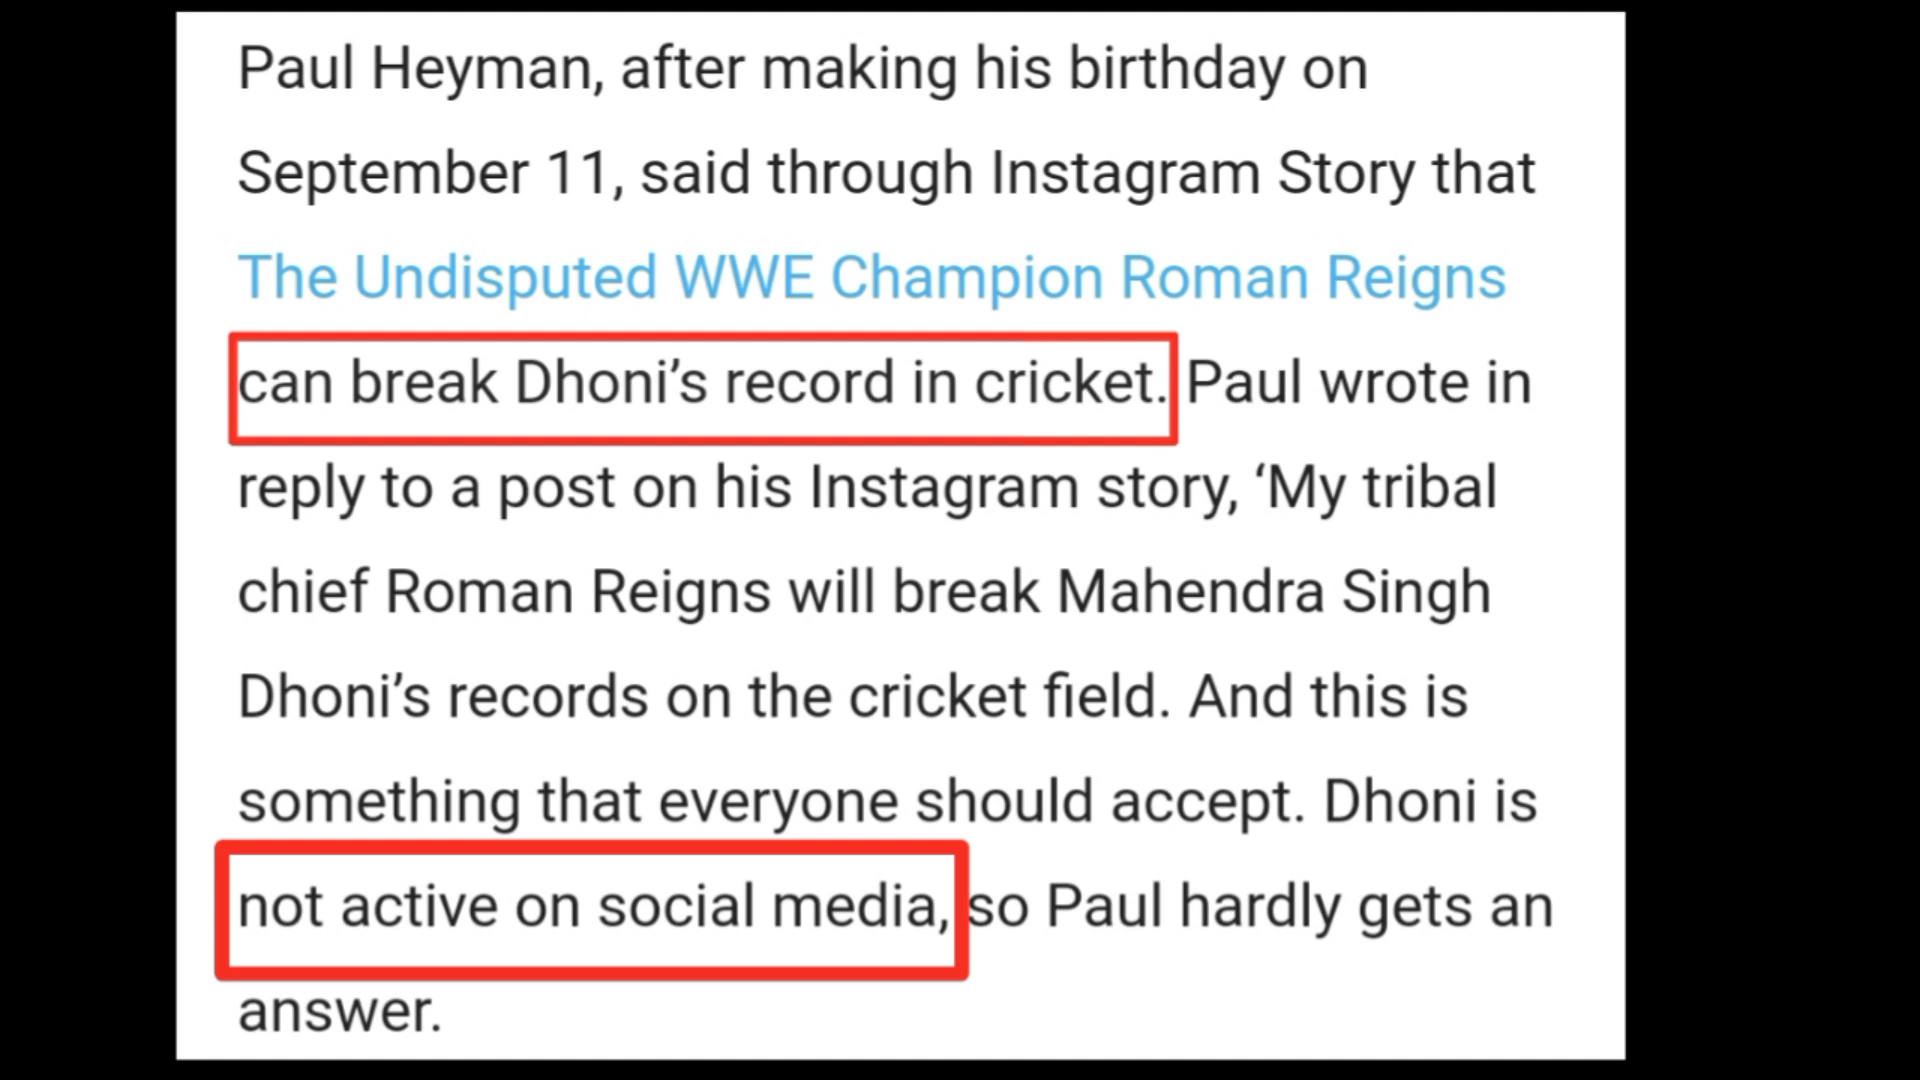 Paul Heyman, after making his birthday on
September 11, said through Instagram Story that
The Undisputed WWE Champion Roman Reigns
can break Dhoni’s record in cricket. Paul wrote in
reply to a post on his Instagram story, ‘My tribal
chief Roman Reigns will break Mahendra Singh
Dhoni’s records on the cricket field. And this is
something that everyone should accept. Dhoni is
not active on social media, so Paul hardly gets an
answer.